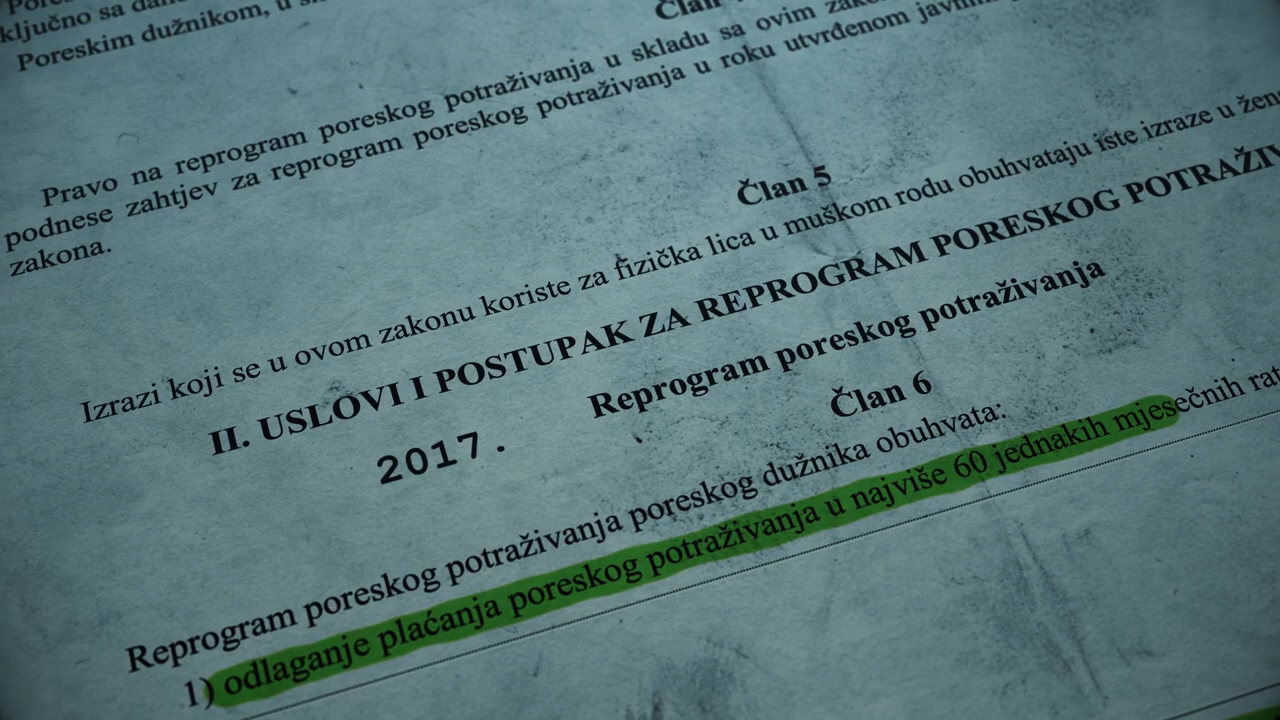 ključno sa
Poreskim dužnikom, u
Član
Pravo na reprogram poreskog potraživanja u skladu sa ovim
podnese zahtjev za reprogram poreskog potraživanja u roku utvrđenom
zakona.
Član 5
Izrazi koji se u ovom zakonu koriste za fizička lica u muškom rodu obuhvataju iste izraze u
II. USLOVI I POSTUPAK ZA REPROGRAM PORESKOG
Reprogram poreskog potraživanja
2017.
Član 6
Reprogram poreskog potraživanja poreskog dužnika obuhvata:
1) odlaganje plaćanja poreskog potraživanja u najviše 60 jednakih mjesečnih